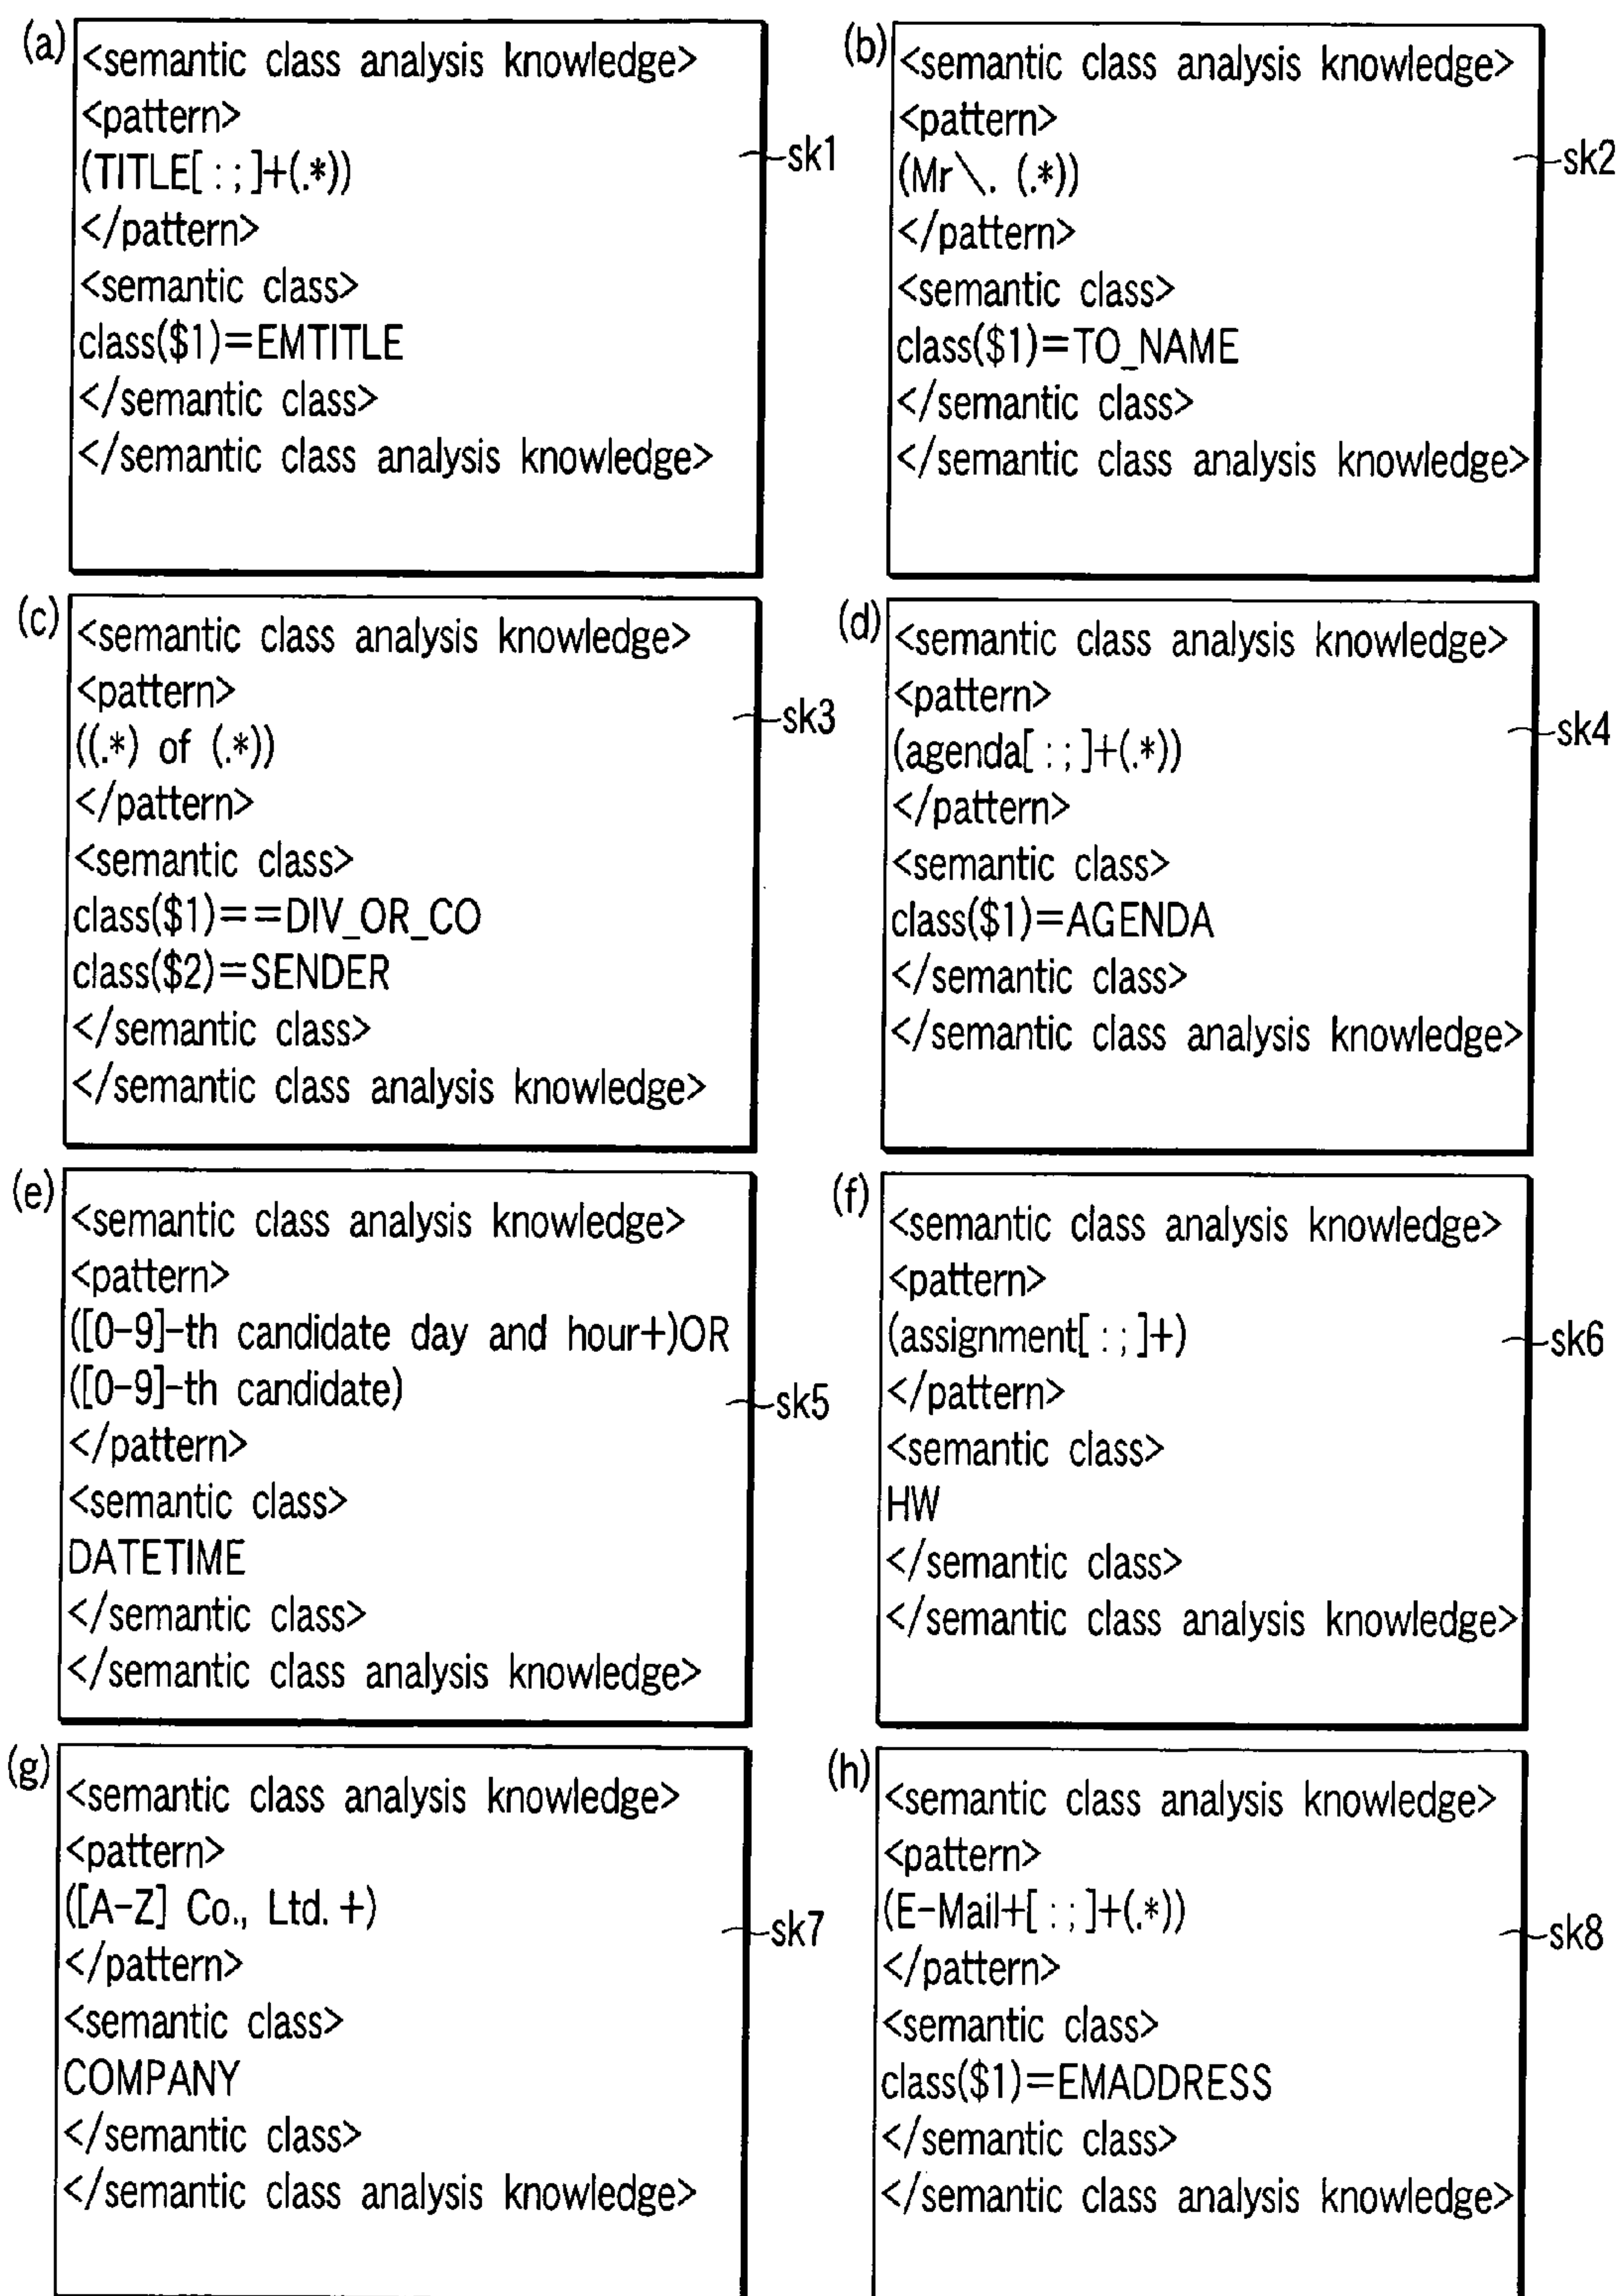 (a)
<semantic class analysis knowledge>
<pattern>
(TITLE[ : ; ]+(.*))
</pattern>
<semantic class>
class($1)=EMTITLE
</semantic class>
</semantic class analysis knowledge>
sk1
(b)
<semantic class analysis knowledge>
<pattern>
(Mr\. (.*))
</pattern>
<semantic class>
class($1)=TO_NAME
</semantic class>
</semantic class analysis knowledge>
sk2
(c)
<semantic class analysis knowledge>
<pattern>
((.*) of (.*))
</pattern>
<semantic class>
class($1)==DIV_OR_CO
class($2)=SENDER
</semantic class>
</semantic class analysis knowledge>
sk3
(d)
<semantic class analysis knowledge>
<pattern>
(agenda[ : ; ]+(.*))
</pattern>
<semantic class>
class($1)=AGENDA
</semantic class>
</semantic class analysis knowledge>
sk4
(e)
<semantic class analysis knowledge>
<pattern>
([0-9]-th candidate day and hour+)OR
([0-9]-th candidate)
</pattern>
<semantic class>
DATETIME
</semantic class>
</semantic class analysis knowledge>
sk5
(f)
<semantic class analysis knowledge>
<pattern>
(assignment[ : ; ]+)
</pattern>
<semantic class>
HW
</semantic class>
</semantic class analysis knowledge>
sk6
(g)
<semantic class analysis knowledge>
<pattern>
([A-Z] Co., Ltd. +)
</pattern>
<semantic class>
COMPANY
</semantic class>
</semantic class analysis knowledge>
sk7
(h)
<semantic class analysis knowledge>
<pattern>
(E-Mail+[ : ; ]+(.*))
</pattern>
<semantic class>
class($1)=EMADDRESS
</semantic class>
</semantic class analysis knowledge>
sk8